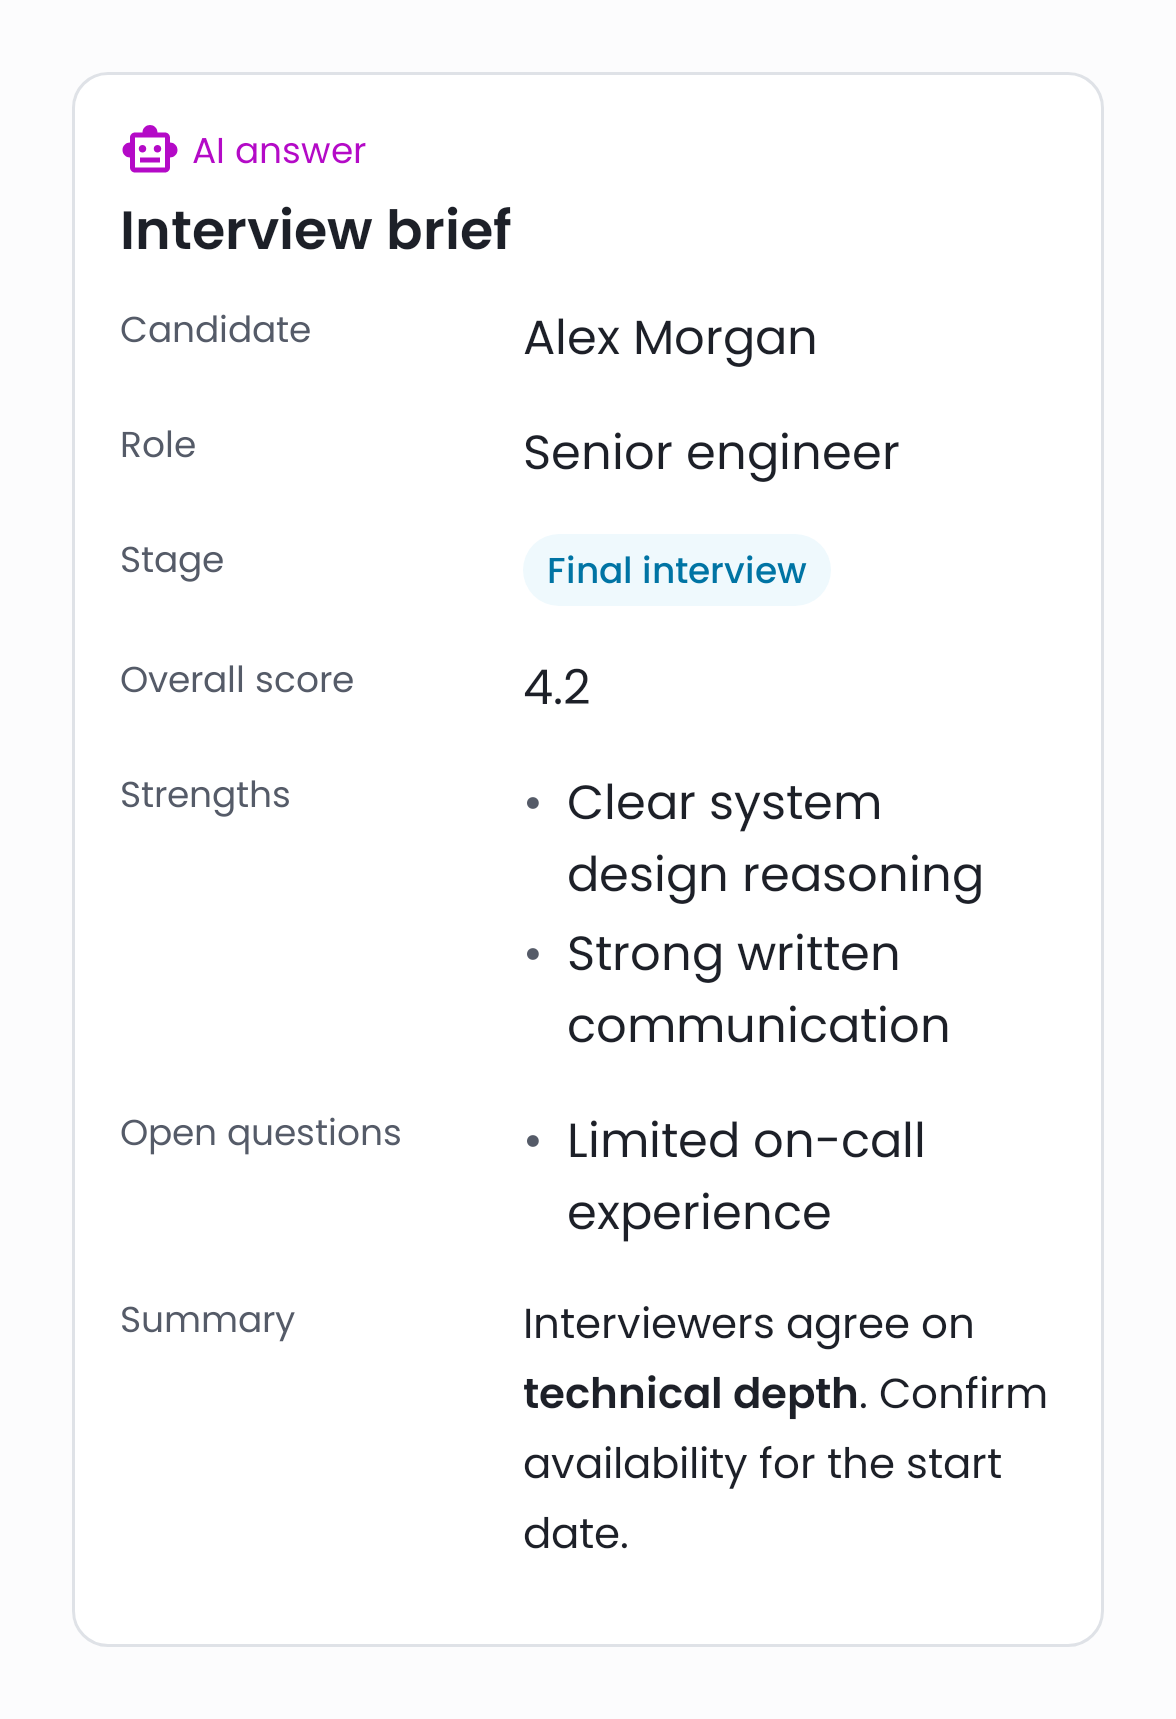 AI answer
Interview brief
Candidate
Alex Morgan
Role
Senior engineer
Stage
Final interview
Overall score
4.2
Strengths
• Clear system
design reasoning
• Strong written
communication
Open questions
• Limited on-call
experience
Summary
Interviewers agree on
technical depth. Confirm
availability for the start
date.